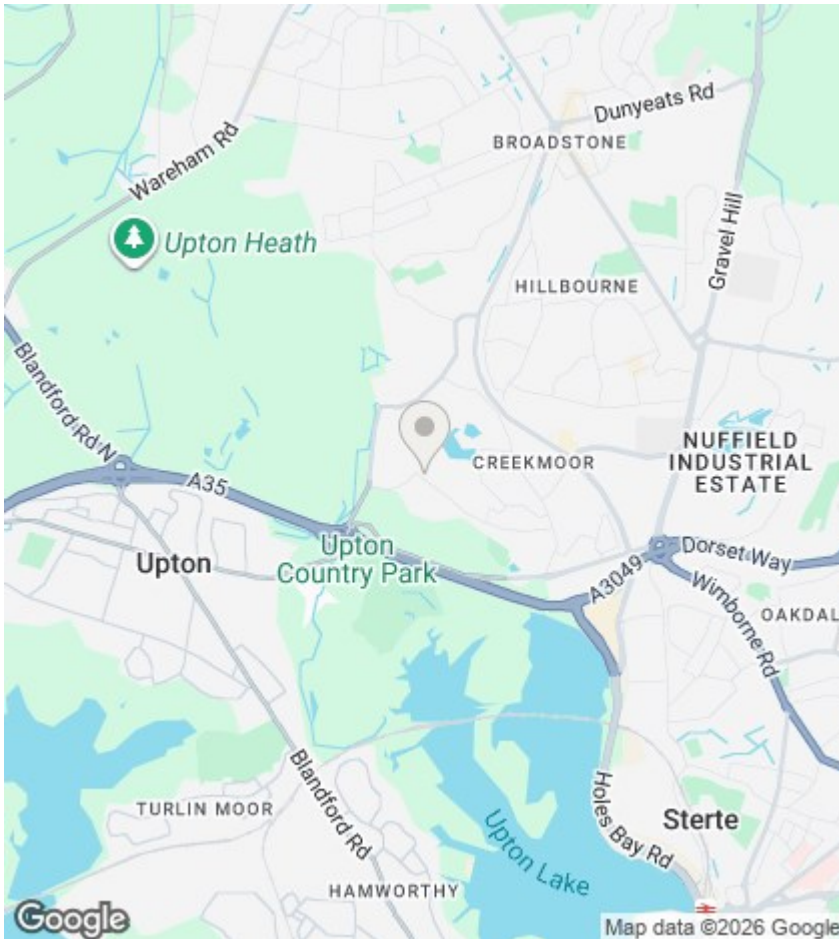 Dunyeats Rd
BROADSTONE
Wareham Rd
Upton Heath
Gravel Hill
HILLBOURNE
Blandford Rd N
NUFFIELD
INDUSTRIAL
ESTATE
CREEKMOOR
A35
Upton
Country Park
Upton
Dorset Way
A3049
Wimborne Rd
OAKDAL
Holes Bay Rd
Blandford Rd
TURLIN MOOR
Sterte
Upton Lake
HAMWORTHY
Google
Map data ©2026 Google